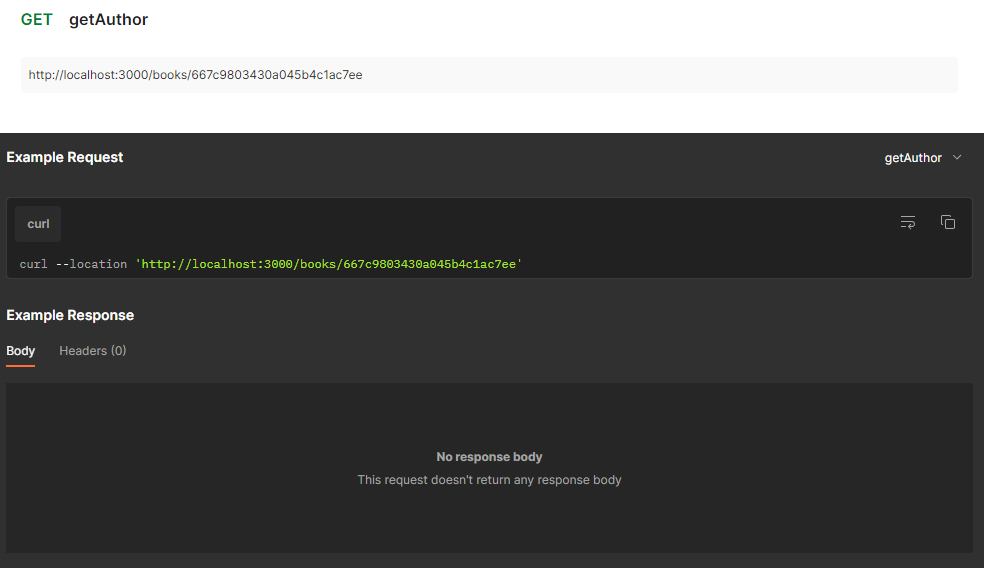 GET getAuthor
http://localhost:3000/books/667c9803430a045b4c1ac7ee
Example Request
getAuthor
curl
curl --location 'http://localhost:3000/books/667c9803430a045b4c1ac7ee'
Example Response
Body Headers (0)
No response body
This request doesn't return any response body